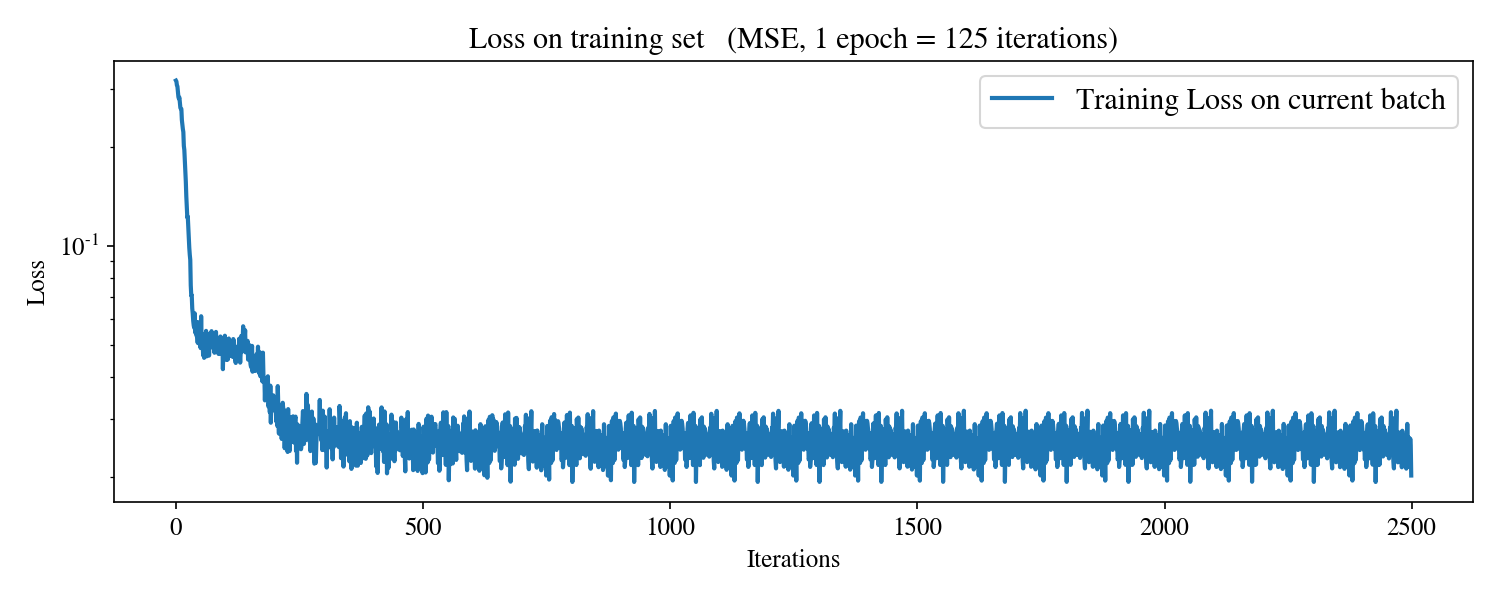 Loss on training set (MSE, 1 epoch = 125 iterations)
Training Loss on current batch
10⁻¹
Loss
0 500 1000 1500 2000 2500
Iterations